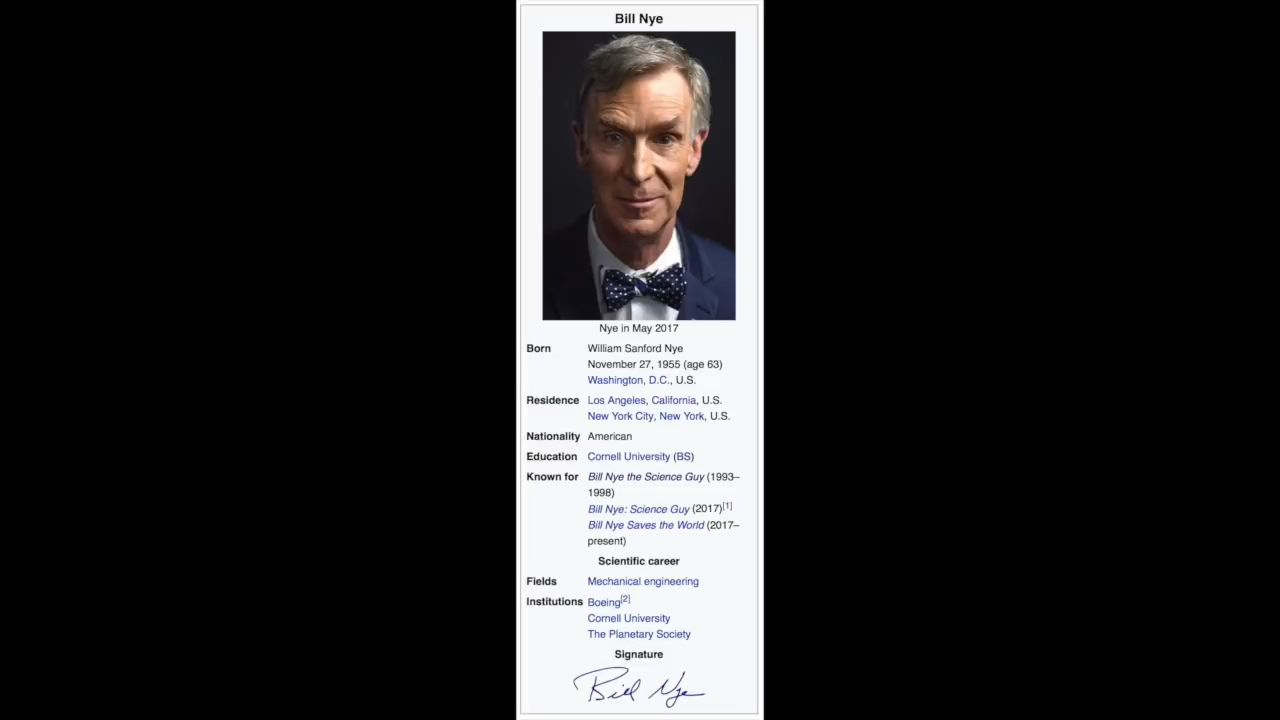 Bill Nye
Nye in May 2017
Born William Sanford Nye
November 27, 1955 (age 63)
Washington, D.C., U.S.
Residence Los Angeles, California, U.S.
New York City, New York, U.S.
Nationality American
Education Cornell University (BS)
Known for Bill Nye the Science Guy (1993–
1998)
Bill Nye: Science Guy (2017)[1]
Bill Nye Saves the World (2017–
present)
Scientific career
Fields Mechanical engineering
Institutions Boeing[2]
Cornell University
The Planetary Society
Signature
Bill Nye